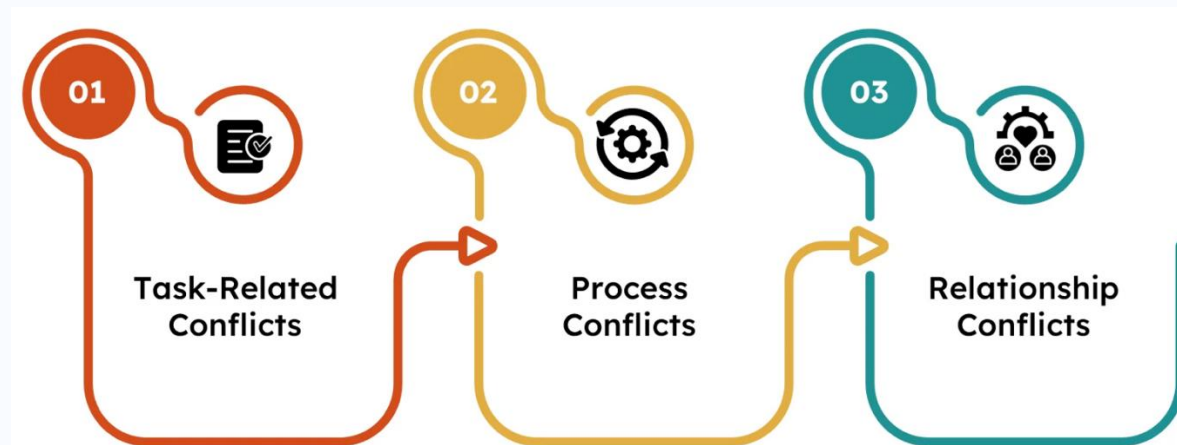 01
Task-Related
Conflicts
02
Process
Conflicts
03
Relationship
Conflicts